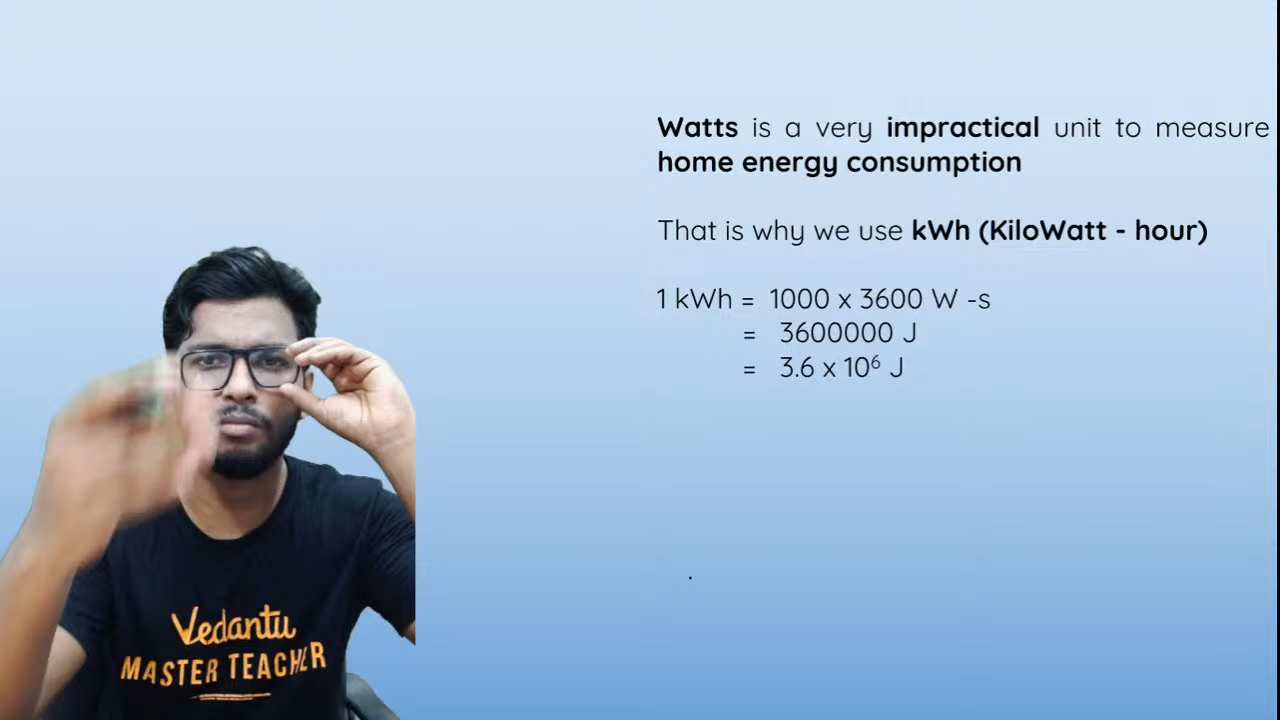 Watts is a very impractical unit to measure
home energy consumption
That is why we use kWh (KiloWatt - hour)
1 kWh = 1000 x 3600 W -s
= 3600000 J
= 3.6 x 10⁶ J
Vedantu
MASTER TEACHER